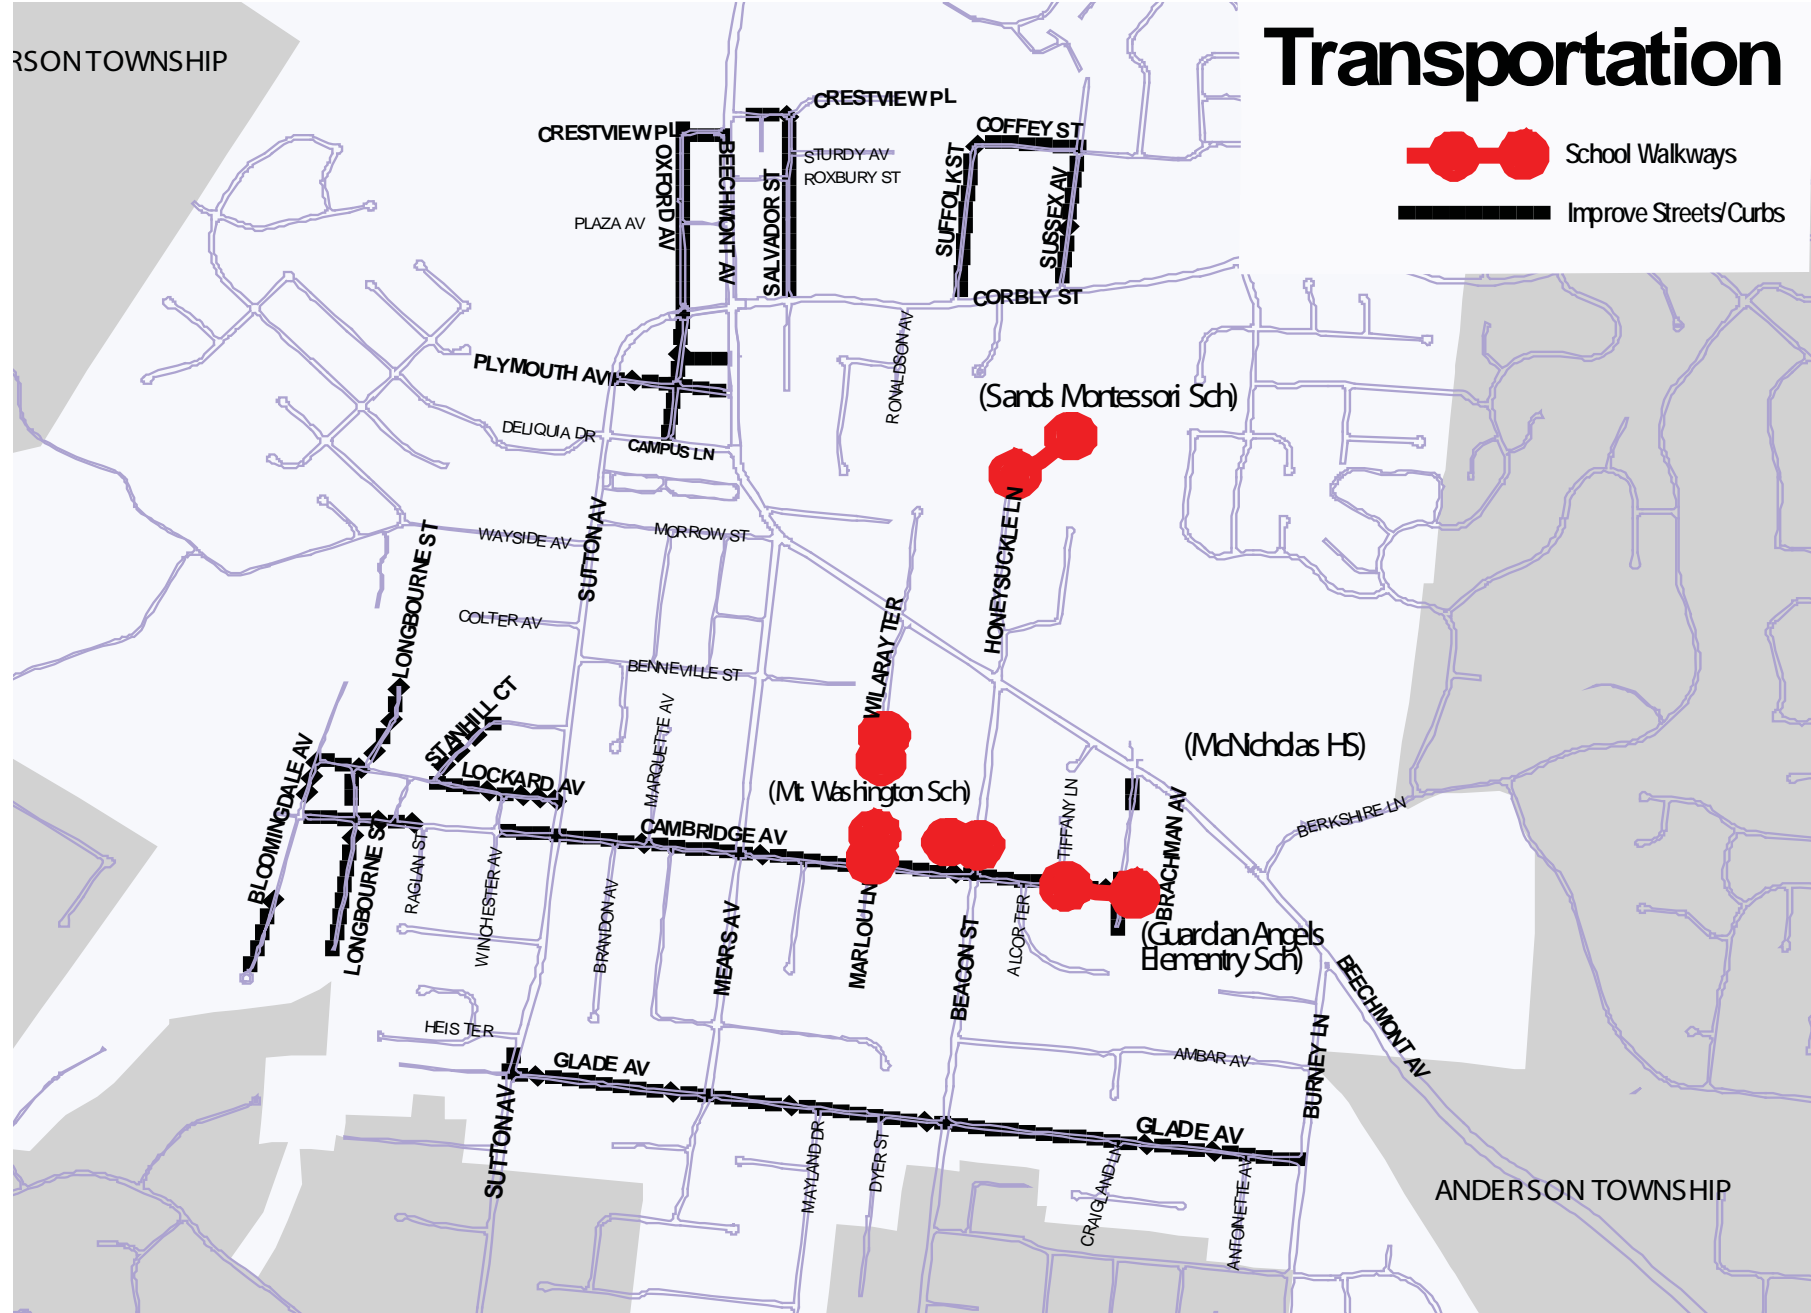 RSON TOWNSHIP
Transportation
School Walkways
Improve Streets/Curbs
CRESTVIEW PL
CRESTVIEW PL
COFFEY ST
STURDY AV
ROXBURY ST
OXFORD AV
BEECHMONT AV
SALVADOR ST
SUFFOLK ST
SUSSEX AV
PLAZA AV
CORBLY ST
RONALDSON AV
PLYMOUTH AV
(Sands Montessori Sch)
DELIQUIA DR
CAMPUS LN
HONEYSUCKLE LN
SUTTON AV
LONGBOURNE ST
WAYSIDE AV
MORROW ST
COLTER AV
WILARAY TER
BENNEVILLE ST
STANHILL CT
MARQUETTE AV
BLOOMINGDALE AV
(McNicholas HS)
LOCKARD AV
(Mt. Washington Sch)
TIFFANY LN
BRACHMAN AV
BERKSHIRE LN
CAMBRIDGE AV
LONGBOURNE ST
RAGLAN ST
WINCHESTER AV
BRANDON AV
MEARS AV
MARLOU LN
BEACON ST
ALCOR TER
(Guardian Angels
Elementry Sch)
BEECHMONT AV
HEIS TER
GLADE AV
AMBAR AV
BURNEY LN
SUTTON AV
GLADE AV
MAYLAND DR
DYER ST
CRAIGLAND LN
ANTOINETTE AV
ANDERSON TOWNSHIP